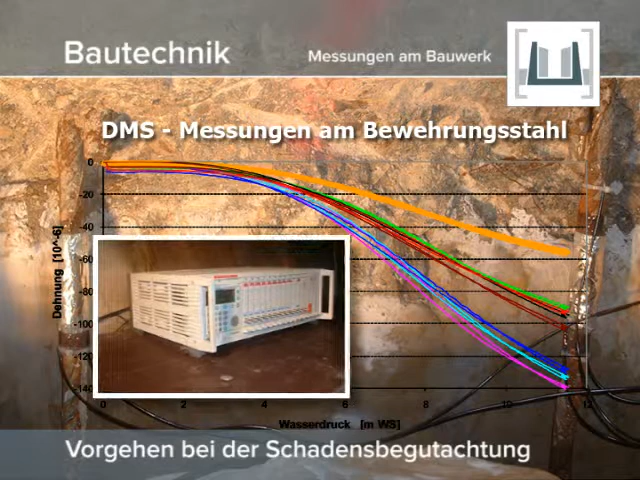 Bautechnik
Messungen am Bauwerk
DMS - Messungen am Bewehrungsstahl
0
-20
-40
-60
-80
-100
-120
-140
Dehnung [10^-6]
0 2 4 6 8 10 12
Wasserdruck [m WS]
Vorgehen bei der Schadensbegutachtung